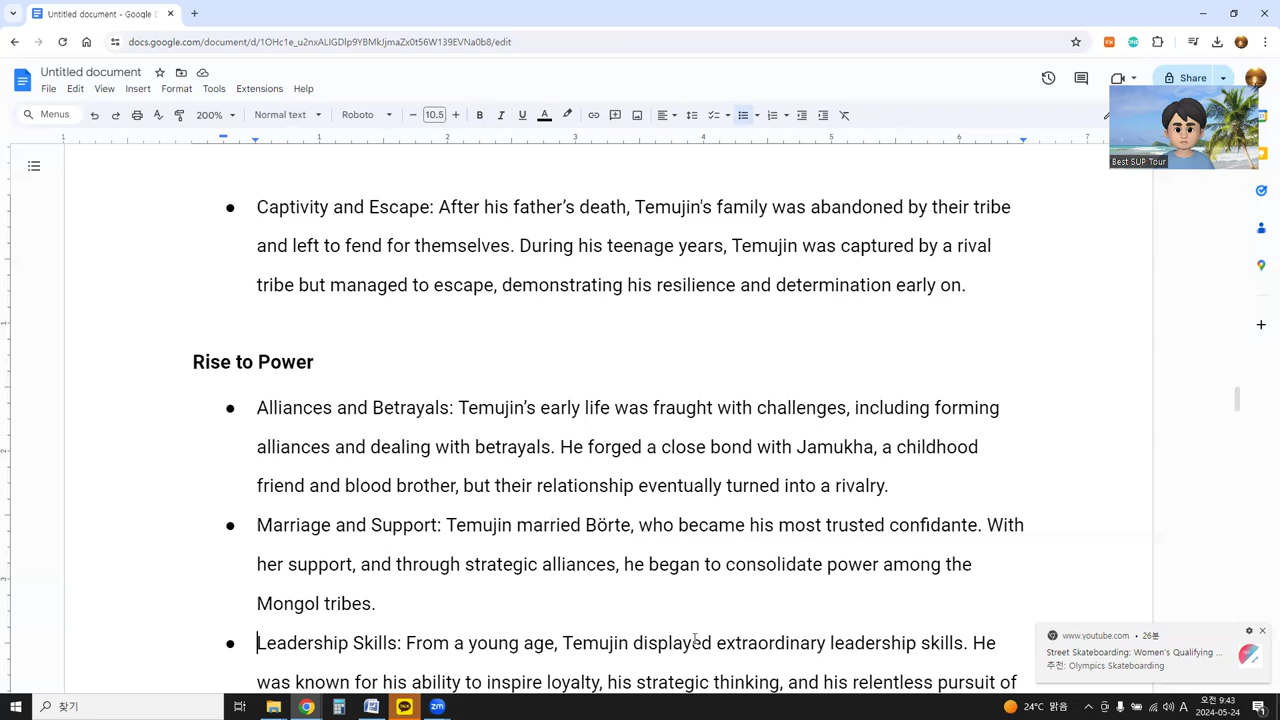 Untitled document - Google D
docs.google.com/document/d/1OHc1e_u2nxALIGDlp9YBMkJjmaZx0t56W139EVNa0b8/edit
Untitled document
File Edit View Insert Format Tools Extensions Help
Share
Menus 200% Normal text Roboto 10.5 B I U A
1 1 2 3 4 5 6 7
Best SUP Tour
● Captivity and Escape: After his father’s death, Temujin's family was abandoned by their tribe
and left to fend for themselves. During his teenage years, Temujin was captured by a rival
tribe but managed to escape, demonstrating his resilience and determination early on.
Rise to Power
● Alliances and Betrayals: Temujin’s early life was fraught with challenges, including forming
alliances and dealing with betrayals. He forged a close bond with Jamukha, a childhood
friend and blood brother, but their relationship eventually turned into a rivalry.
● Marriage and Support: Temujin married Börte, who became his most trusted confidante. With
her support, and through strategic alliances, he began to consolidate power among the
Mongol tribes.
● Leadership Skills: From a young age, Temujin displayed extraordinary leadership skills. He
was known for his ability to inspire loyalty, his strategic thinking, and his relentless pursuit of
www.youtube.com • 26분
Street Skateboarding: Women's Qualifying ...
추천: Olympics Skateboarding
찾기
24°C 맑음
A
오전 9:43
2024-05-24